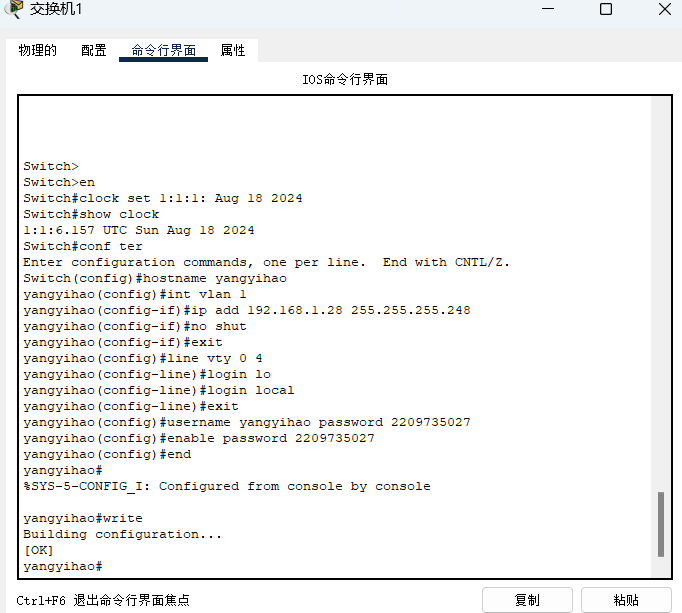 交换机1
物理的 配置 命令行界面 属性
IOS命令行界面
Switch>
Switch>en
Switch#clock set 1:1:1: Aug 18 2024
Switch#show clock
1:1:6.157 UTC Sun Aug 18 2024
Switch#conf ter
Enter configuration commands, one per line.  End with CNTL/Z.
Switch(config)#hostname yangyihao
yangyihao(config)#int vlan 1
yangyihao(config-if)#ip add 192.168.1.28 255.255.255.248
yangyihao(config-if)#no shut
yangyihao(config-if)#exit
yangyihao(config)#line vty 0 4
yangyihao(config-line)#login lo
yangyihao(config-line)#login local
yangyihao(config-line)#exit
yangyihao(config)#username yangyihao password 2209735027
yangyihao(config)#enable password 2209735027
yangyihao(config)#end
yangyihao#
%SYS-5-CONFIG_I: Configured from console by console
yangyihao#write
Building configuration...
[OK]
yangyihao#
Ctrl+F6 退出命令行界面焦点 复制 粘贴